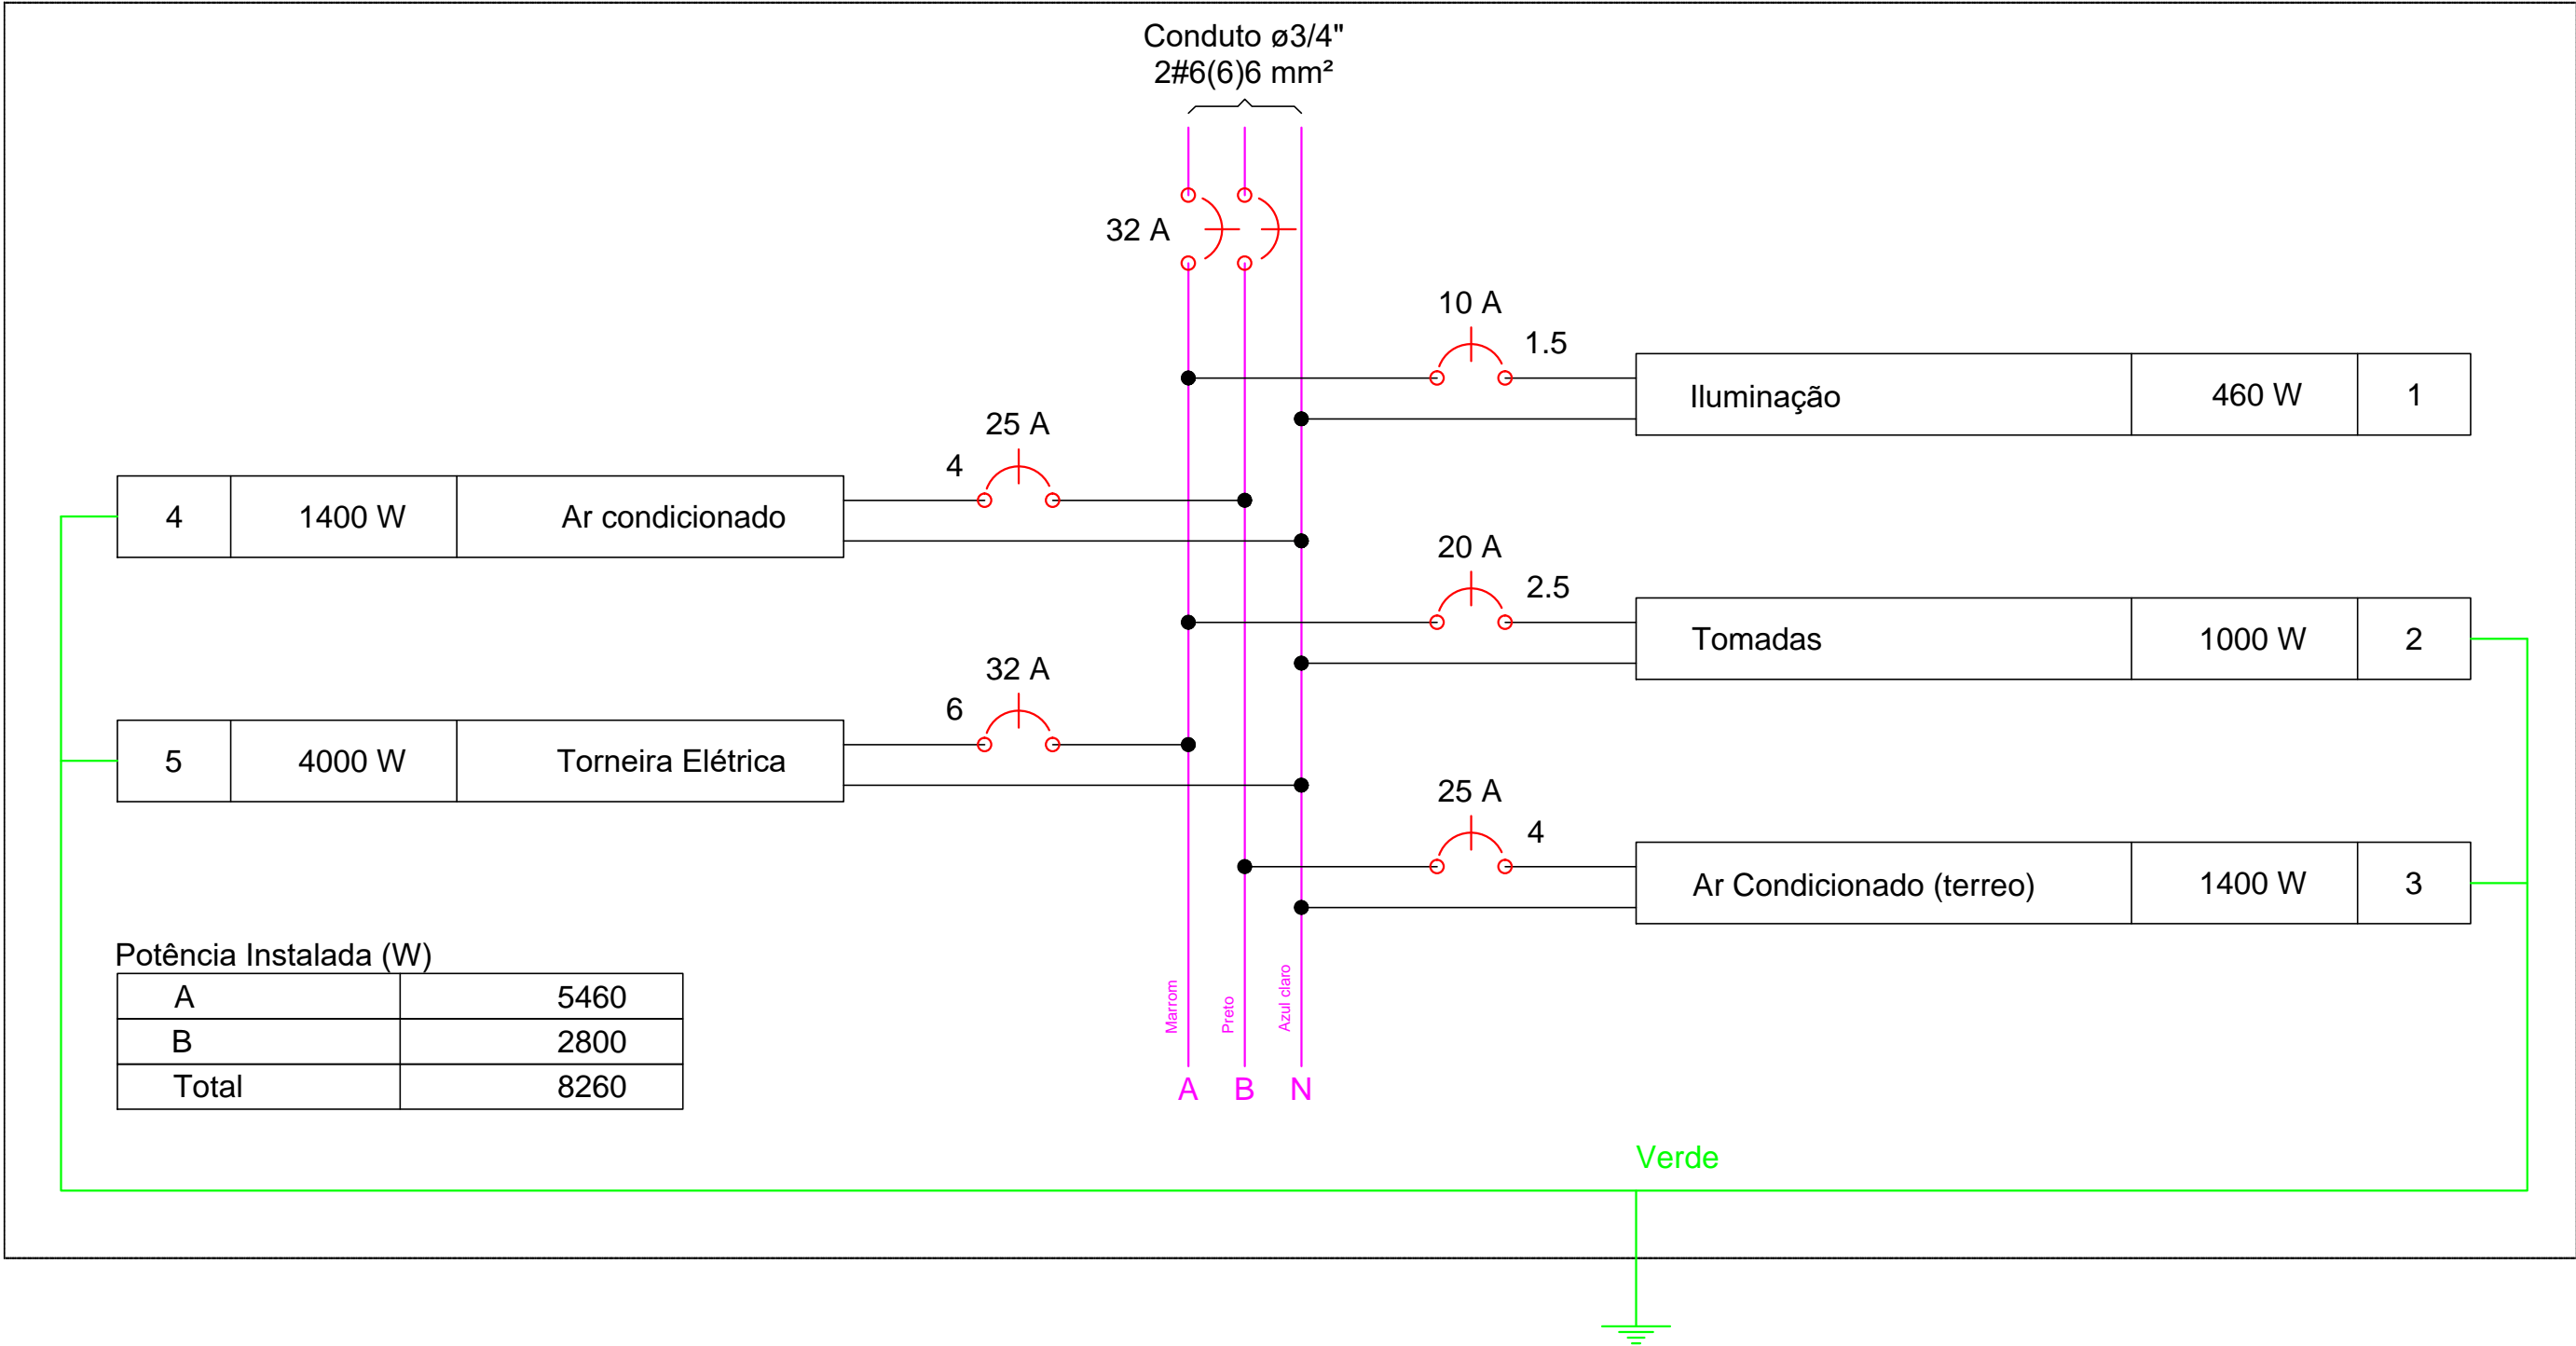 Conduto ø3/4"
2#6(6)6 mm²
32 A
10 A
1.5
Iluminação 460 W 1
25 A
4
4 1400 W Ar condicionado
20 A
2.5
Tomadas 1000 W 2
32 A
6
5 4000 W Torneira Elétrica
25 A
4
Ar Condicionado (terreo) 1400 W 3
Potência Instalada (W)
A 5460
B 2800
Total 8260
Marrom
Preto
Azul claro
A B N
Verde